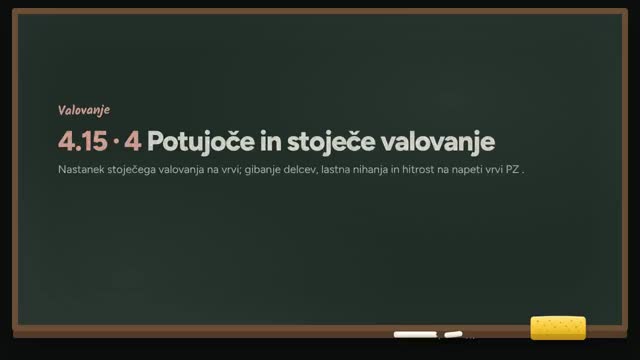 Valovanje
4.15 · 4 Potujoče in stoječe valovanje
Nastanek stoječega valovanja na vrvi; gibanje delcev, lastna nihanja in hitrost na napeti vrvi PZ .